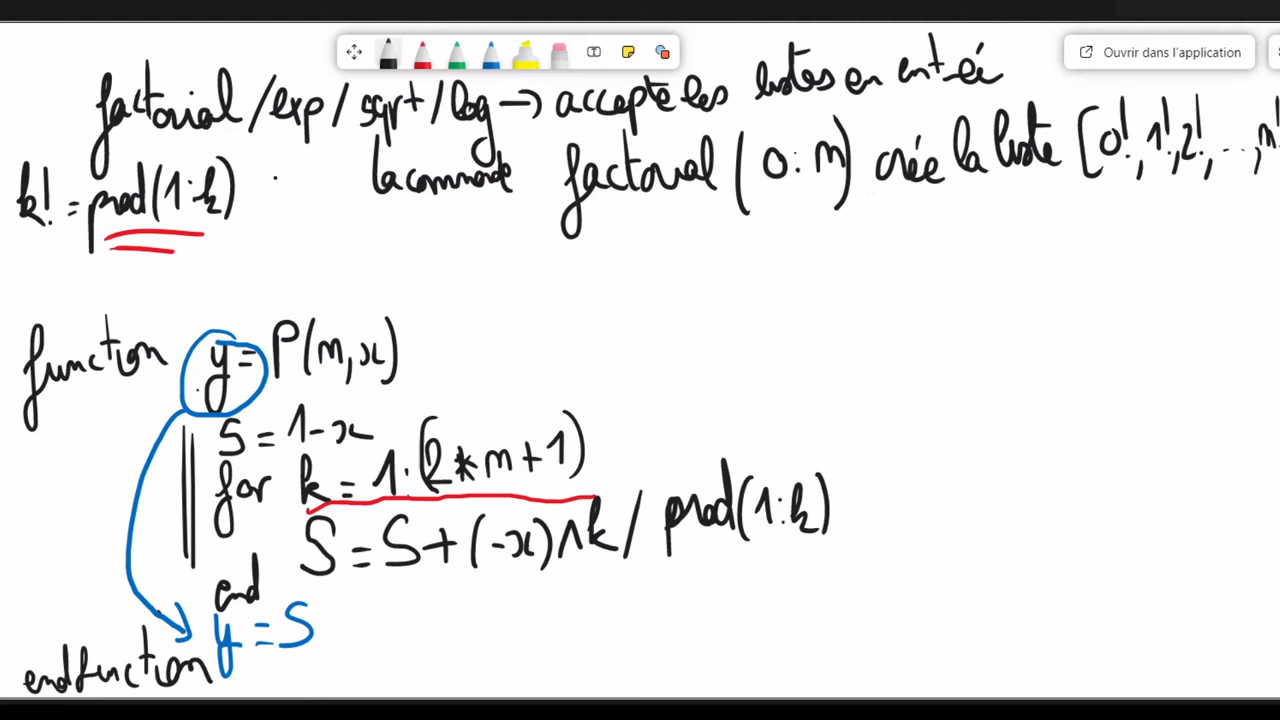 Ouvrir dans l'application
factorial/exp/sqrt/log → accepte les listes en entrée
k! = prod(1:k)
la commande factorial(0:n) crée la liste [0!,1!,2!,...,n!
function y = P(n,x)
S = 1-x
for k = 1:(2*n+1)
S = S+(-x)^k/prod(1:k)
end
y = S
endfunction